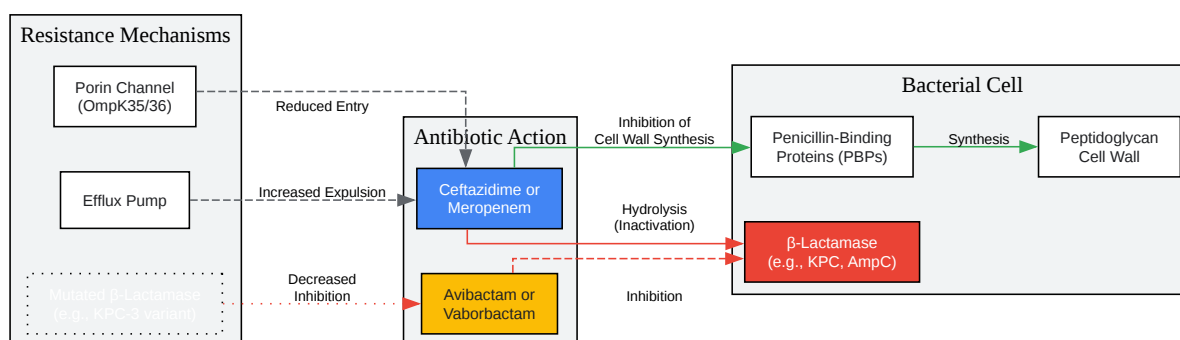 Resistance Mechanisms
Porin Channel
(OmpK35/36)
Reduced Entry
Efflux Pump
Increased Expulsion
Mutated β-Lactamase
(e.g., KPC-3 variant)
Decreased
Inhibition
Antibiotic Action
Ceftazidime or
Meropenem
Avibactam or
Vaborbactam
Inhibition of
Cell Wall Synthesis
Hydrolysis
(Inactivation)
Inhibition
Bacterial Cell
Penicillin-Binding
Proteins (PBPs)
Synthesis
Peptidoglycan
Cell Wall
β-Lactamase
(e.g., KPC, AmpC)